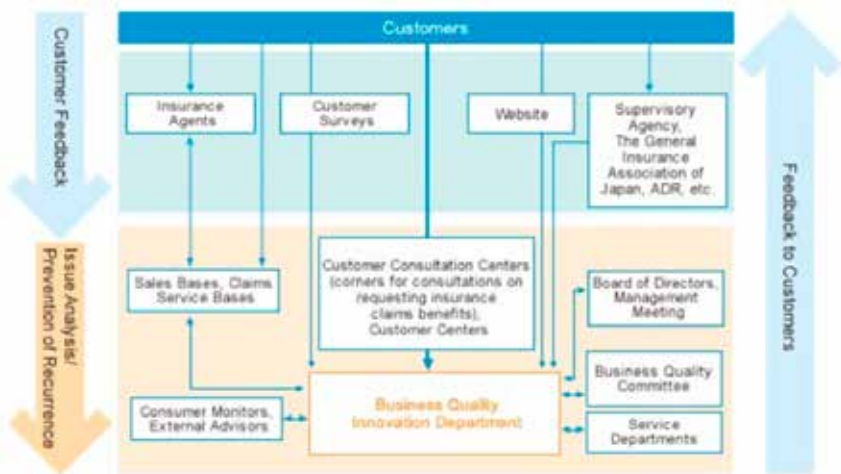 Customers
Customer Feedback
Insurance
Agents
Customer
Surveys
Website
Supervisory
Agency,
The General
Insurance
Association of
Japan, ADR, etc.
Feedback to Customers
Issue Analysis/
Prevention of Recurrence
Sales Bases, Claims
Service Bases
Customer Consultation Centers
(corners for consultations on
requesting insurance
claims benefits),
Customer Centers
Board of Directors,
Management
Meeting
Business Quality
Committee
Consumer Monitors,
External Advisors
Business Quality
Innovation Department
Service
Departments